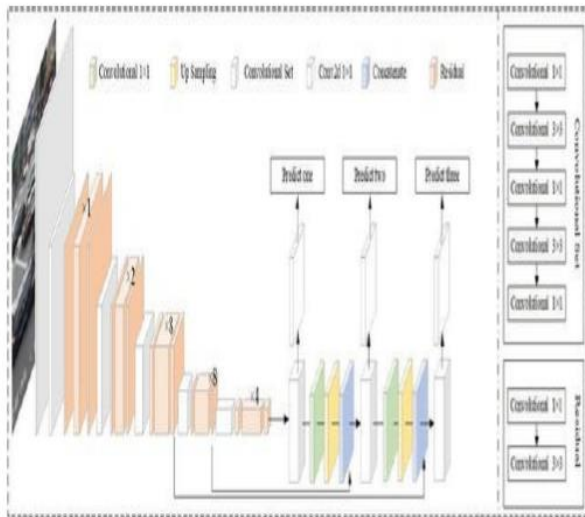 Convolutional 1×1
Up Sampling
Convolutional Set
Conv2d 1×1
Concatenate
Residual
×1
×2
×8
×8
×4
Predict one
Predict two
Predict three
Convolutional 1×1
Convolutional 3×3
Convolutional 1×1
Convolutional 3×3
Convolutional 1×1
Convolutional Set
Convolutional 1×1
Convolutional 3×3
Residual